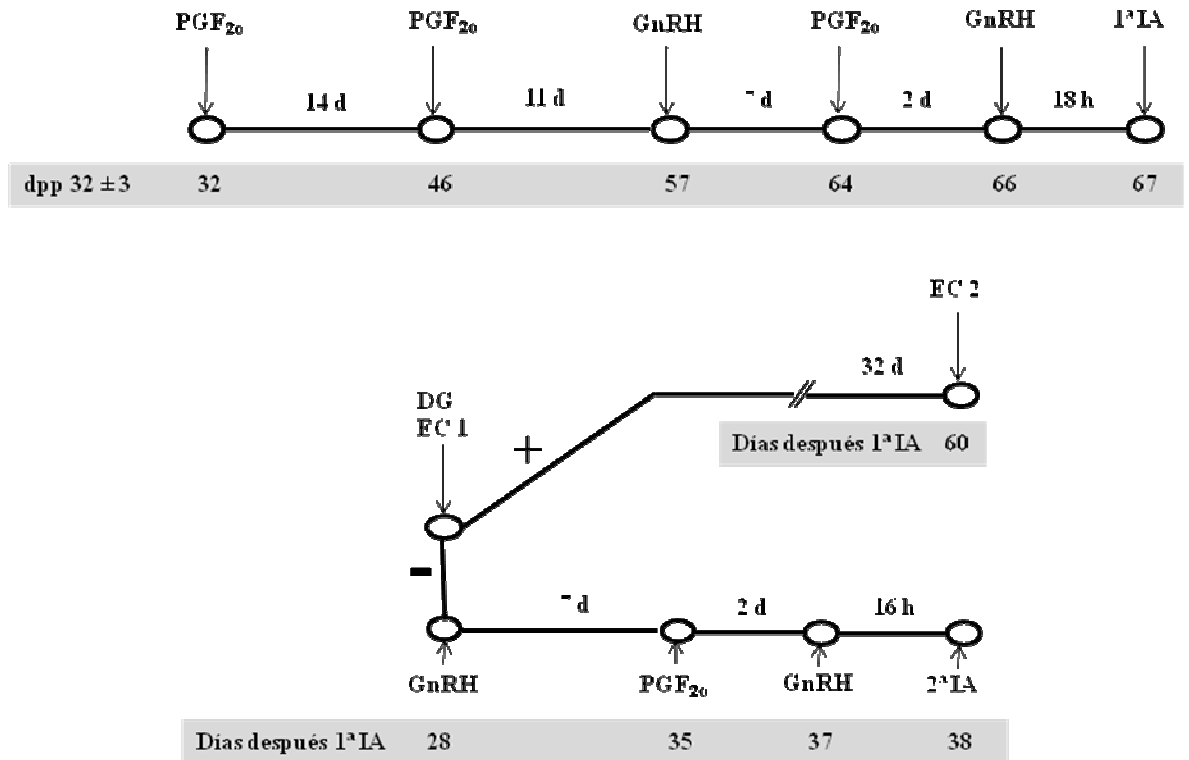 PGF2α PGF2α GnRH PGF2α GnRH 1ª IA
14 d 11 d 7 d 2 d 18 h
dpp 32 ± 3 32 46 57 64 66 67
EC 2
32 d
DG
EC 1
+
Días después 1ª IA 60
-
7 d 2 d 16 h
GnRH PGF2α GnRH 2ª IA
Días después 1ª IA 28 35 37 38